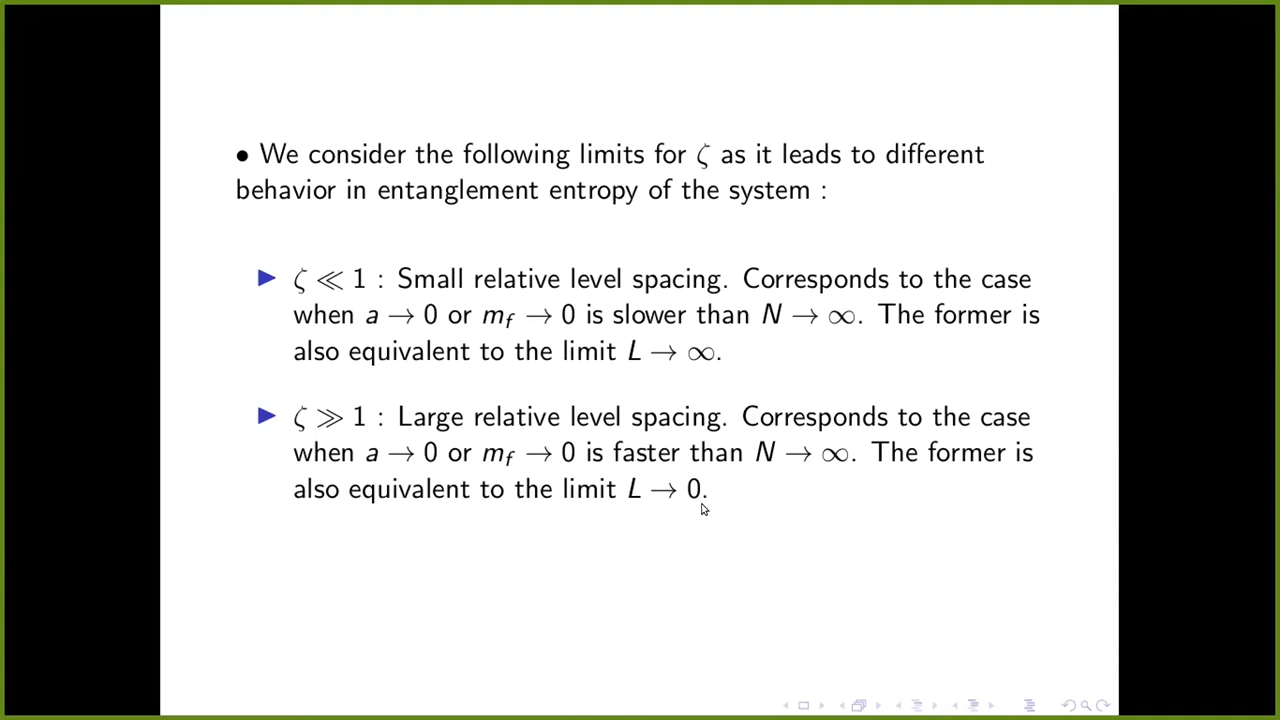 • We consider the following limits for ζ as it leads to different
behavior in entanglement entropy of the system :
▶ ζ ≪ 1 : Small relative level spacing. Corresponds to the case
when a → 0 or m_f → 0 is slower than N → ∞. The former is
also equivalent to the limit L → ∞.
▶ ζ ≫ 1 : Large relative level spacing. Corresponds to the case
when a → 0 or m_f → 0 is faster than N → ∞. The former is
also equivalent to the limit L → 0.